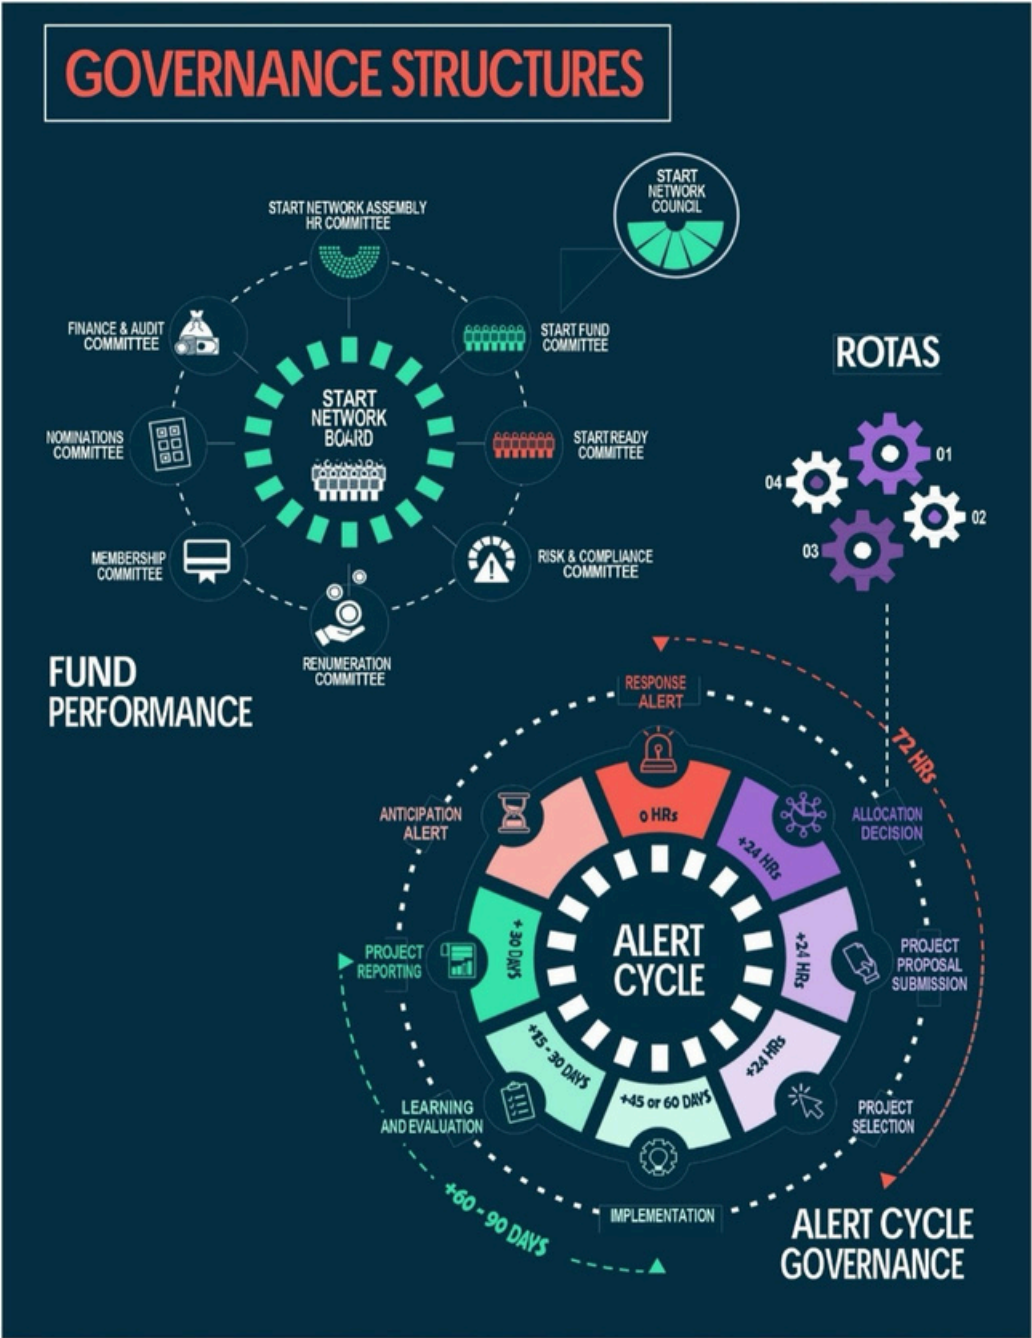 GOVERNANCE STRUCTURES
START
NETWORK
COUNCIL
START NETWORK ASSEMBLY
HR COMMITTEE
FINANCE & AUDIT
COMMITTEE
START FUND
COMMITTEE
NOMINATIONS
COMMITTEE
START
NETWORK
BOARD
START READY
COMMITTEE
MEMBERSHIP
COMMITTEE
RISK & COMPLIANCE
COMMITTEE
RENUMERATION
COMMITTEE
FUND
PERFORMANCE
ROTAS
01
04
02
03
RESPONSE
ALERT
72 HRs
0 HRs
ANTICIPATION
ALERT
ALLOCATION
DECISION
+24 HRs
PROJECT
REPORTING
+ 30 DAYS
ALERT
CYCLE
+24 HRs
PROJECT
PROPOSAL
SUBMISSION
+15 - 30 DAYS
+45 or 60 DAYS
+24 HRs
LEARNING
AND EVALUATION
PROJECT
SELECTION
IMPLEMENTATION
+60 - 90 DAYS
ALERT CYCLE
GOVERNANCE